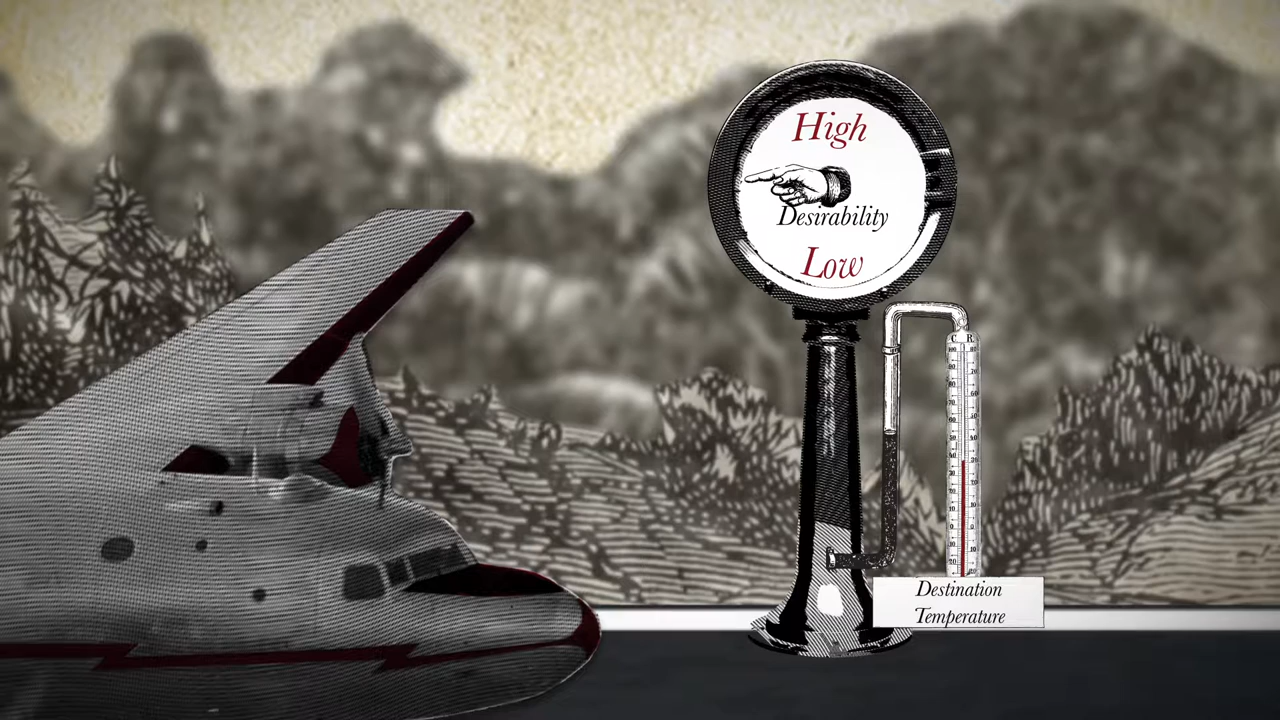 High
Desirability
Low
R
Destination
Temperature